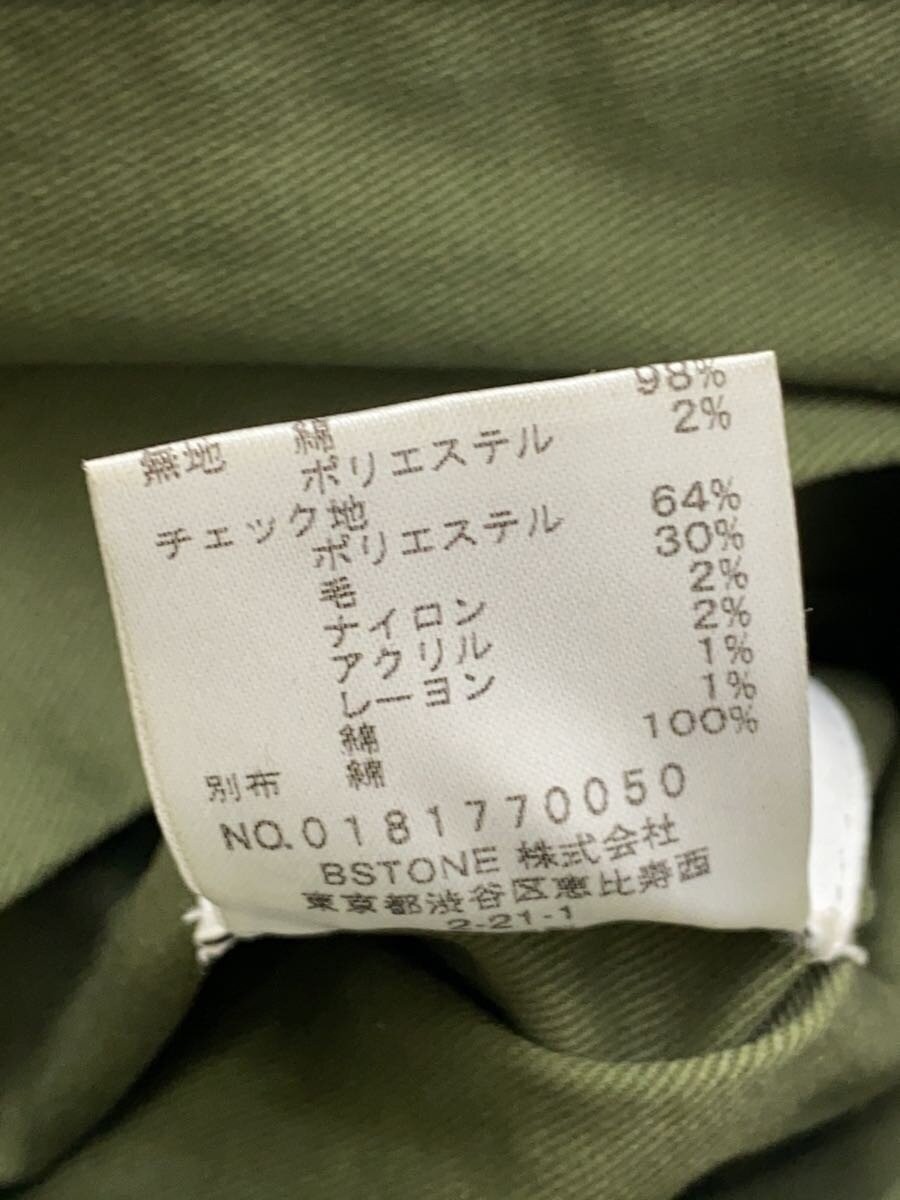 無地 綿 98%
ポリエステル 2%
チェック地
ポリエステル 64%
毛 30%
ナイロン 2%
アクリル 2%
レーヨン 1%
綿 1%
別布 綿 100%
NO.0181770050
BSTONE 株式会社
東京都渋谷区恵比寿西
2-21-1